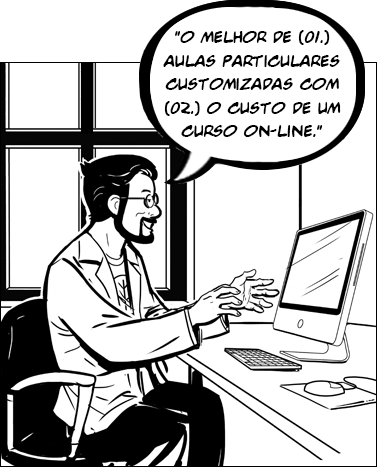 "O MELHOR DE (01.)
AULAS PARTICULARES
CUSTOMIZADAS COM
(02.) O CUSTO DE UM
CURSO ON-LINE."